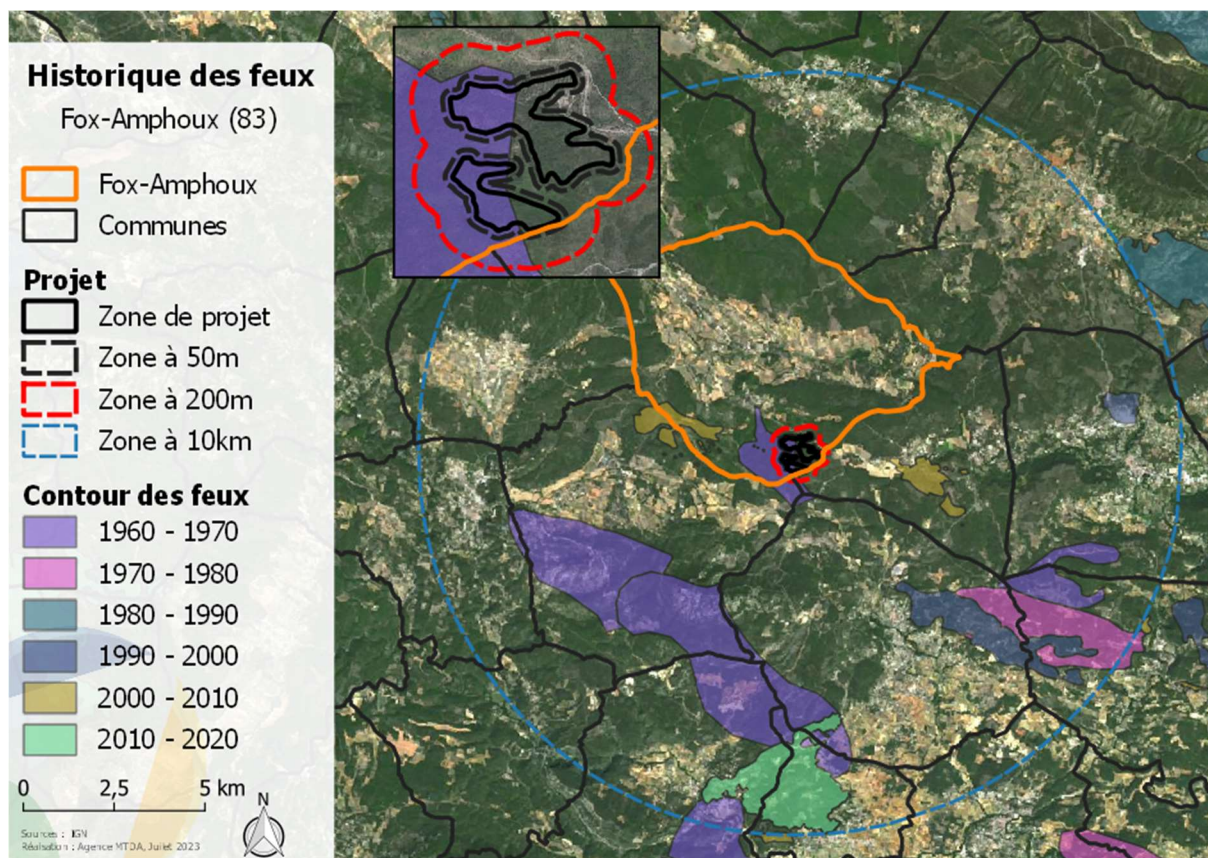 Historique des feux
Fox-Amphoux (83)
Fox-Amphoux
Communes
Projet
Zone de projet
Zone à 50m
Zone à 200m
Zone à 10km
Contour des feux
1960 - 1970
1970 - 1980
1980 - 1990
1990 - 2000
2000 - 2010
2010 - 2020
0 2,5 5 km
N
Sources : IGN
Réalisation : Agence MTDA, Juillet 2023